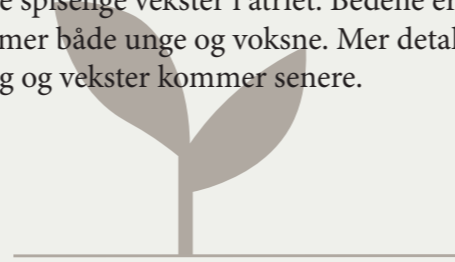 spiselige vekster i atriet. Bedene er
mer både unge og voksne. Mer detal
g og vekster kommer senere.